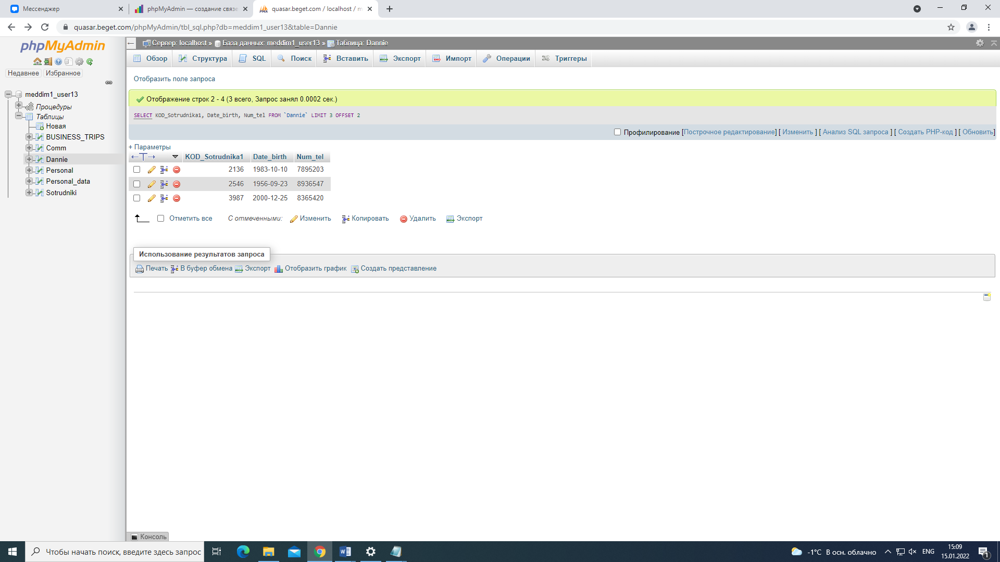 Мессенджер
phpMyAdmin — создание связе
quasar.beget.com / localhost / m
quasar.beget.com/phpMyAdmin/tbl_sql.php?db=meddim1_user13&table=Dannie
phpMyAdmin
Недавнее Избранное
meddim1_user13
Процедуры
Таблицы
Новая
BUSINESS_TRIPS
Comm
Dannie
Personal
Personal_data
Sotrudniki
Сервер: localhost » База данных: meddim1_user13 » Таблица: Dannie
Обзор Структура SQL Поиск Вставить Экспорт Импорт Операции Триггеры
Отобразить поле запроса
Отображение строк 2 - 4 (3 всего, Запрос занял 0.0002 сек.)
SELECT KOD_Sotrudnika1, Date_birth, Num_tel FROM `Dannie` LIMIT 3 OFFSET 2
Профилирование [Построчное редактирование] [ Изменить ] [ Анализ SQL запроса ] [ Создать PHP-код ] [ Обновить]
+ Параметры
←T→ KOD_Sotrudnika1 Date_birth Num_tel
2136 1983-10-10 7895203
2546 1956-09-23 8936547
3987 2000-12-25 8365420
Отметить все С отмеченными: Изменить Копировать Удалить Экспорт
Использование результатов запроса
Печать В буфер обмена Экспорт Отобразить график Создать представление
Консоль
Чтобы начать поиск, введите здесь запрос
-1°C В осн. облачно
ENG
15:09
15.01.2022
1